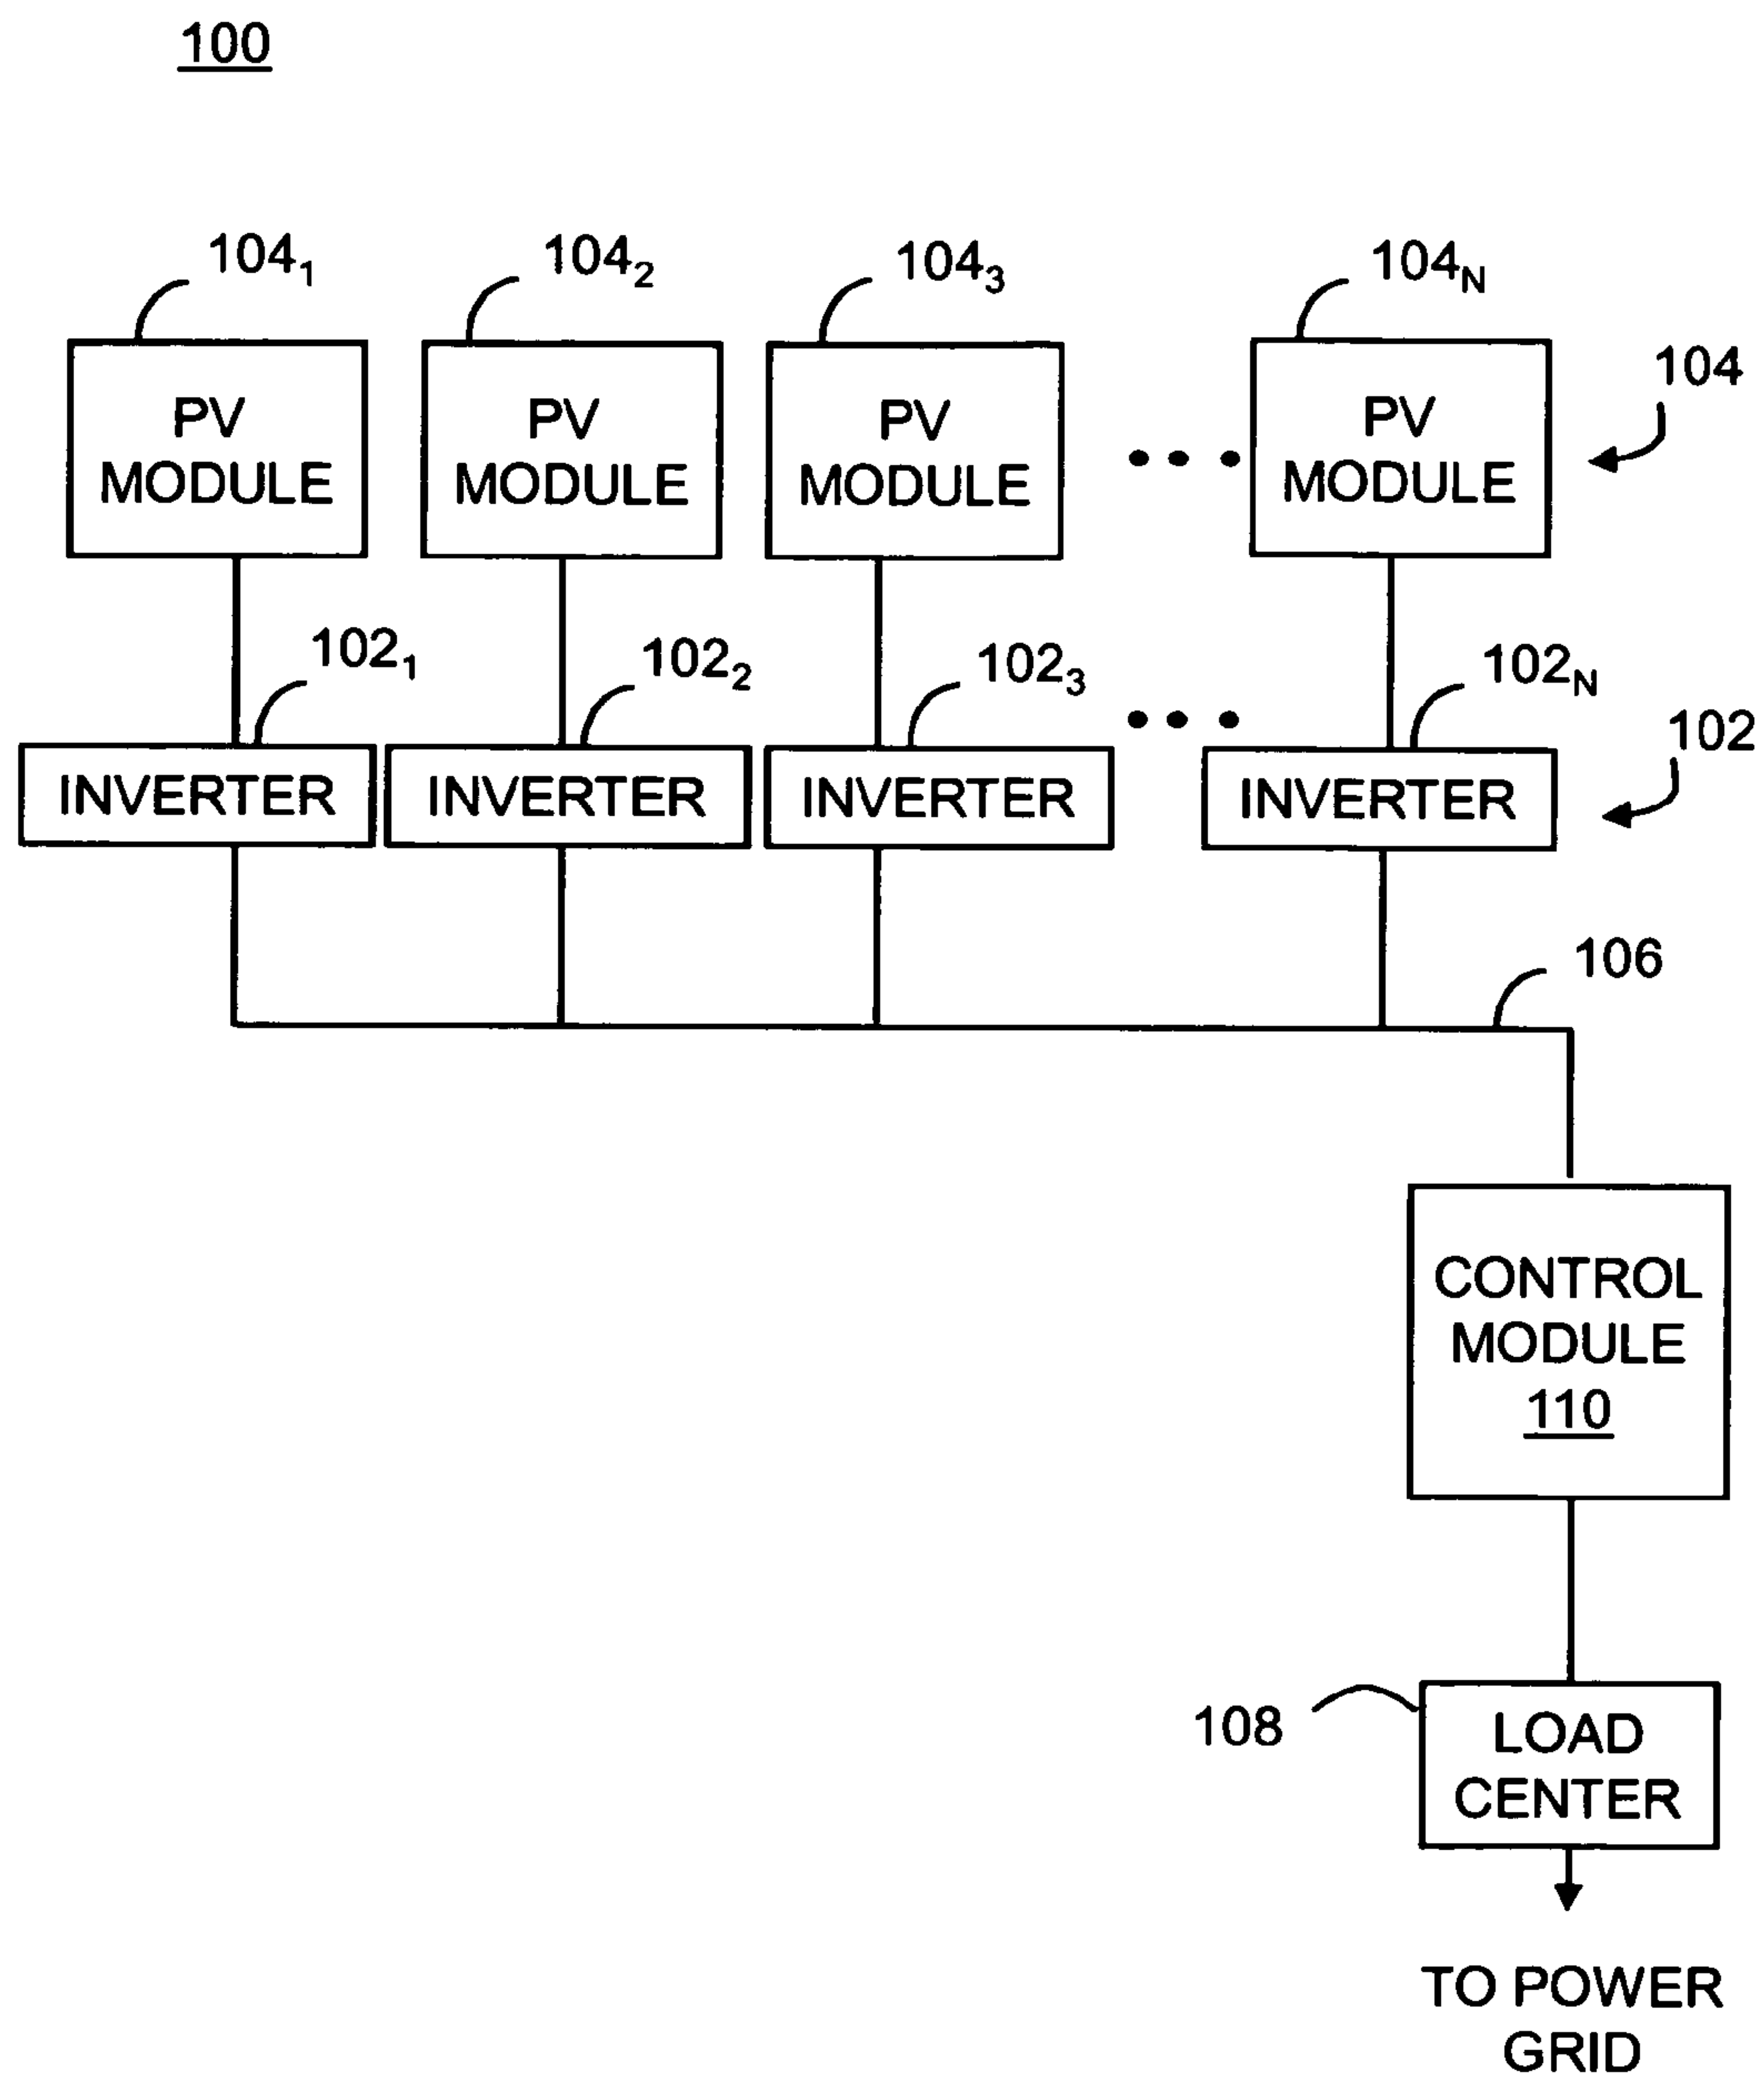 100
104₁ 104₂ 104₃ 104N
PV MODULE PV MODULE PV MODULE PV MODULE
104
102₁ 102₂ 102₃ 102N
102
INVERTER INVERTER INVERTER INVERTER
106
CONTROL
MODULE
110
108
LOAD
CENTER
TO POWER
GRID